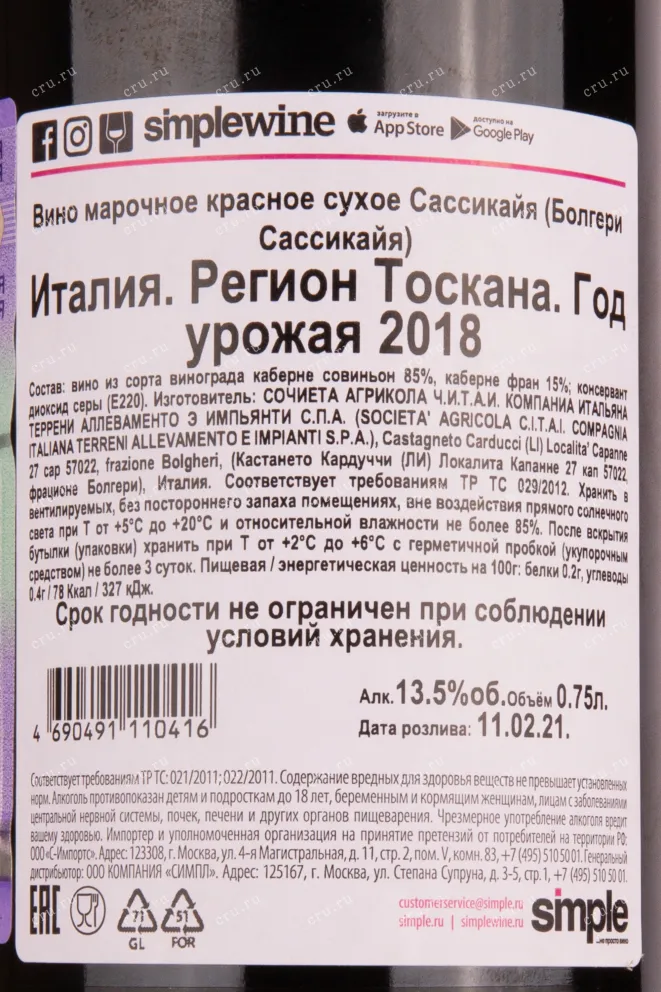 simplewine загрузите в App Store доступно на Google Play
Вино марочное красное сухое Сассикайя (Болгери
Сассикайя)
Италия. Регион Тоскана. Год
урожая 2018
Состав: вино из сорта винограда каберне совиньон 85%, каберне фран 15%; консервант
диоксид серы (Е220). Изготовитель: СОЧИЕТА АГРИКОЛА Ч.И.Т.А.И. КОМПАНИА ИТАЛЬЯНА
ТЕРРЕНИ АЛЛЕВАМЕНТО Э ИМПЬЯНТИ С.П.А. (SOCIETA' AGRICOLA C.I.T.A.I. COMPAGNIA
ITALIANA TERRENI ALLEVAMENTO E IMPIANTI S.P.A.), Castagneto Carducci (LI) Localita' Capanne
27 cap 57022, frazione Bolgheri, (Кастането Кардуччи (ЛИ) Локалита Капанне 27 кап 57022,
фрационе Болгери), Италия. Соответствует требованиям ТР ТС 029/2012. Хранить в
вентилируемых, без постороннего запаха помещениях, вне воздействия прямого солнечного
света при Т от +5°С до +20°С и относительной влажности не более 85%. После вскрытия
бутылки (упаковки) хранить при Т от +2°С до +6°С с герметичной пробкой (укупорочным
средством) не более 3 суток. Пищевая / энергетическая ценность на 100г: белки 0.2г, углеводы
0.4г / 78 Ккал / 327 кДж.
Срок годности не ограничен при соблюдении
условий хранения.
4 690491 110416
Алк. 13.5%об. Объём 0.75л.
Дата розлива: 11.02.21.
Соответствует требованиям ТР ТС: 021/2011; 022/2011. Содержание вредных для здоровья веществ не превышает установленных
норм. Алкоголь противопоказан детям и подросткам до 18 лет, беременным и кормящим женщинам, лицам с заболеваниями
центральной нервной системы, почек, печени и других органов пищеварения. Чрезмерное употребление алкоголя вредит
вашему здоровью. Импортер и уполномоченная организация на принятие претензий от потребителей на территории РФ:
ООО «С-Импортс». Адрес: 123308, г. Москва, ул. 4-я Магистральная, д. 11, стр. 2, пом. V, комн. 83, +7 (495) 510 50 01. Генеральный
дистрибьютор: ООО КОМПАНИЯ «СИМПЛ». Адрес: 125167, г. Москва, ул. Степана Супруна, д. 3-5, стр.1, +7 (495) 510 50 01.
EAC 71 GL 51 FOR
customerservice@simple.ru
simple.ru | simplewine.ru
simple
...не просто вино
cru.ru